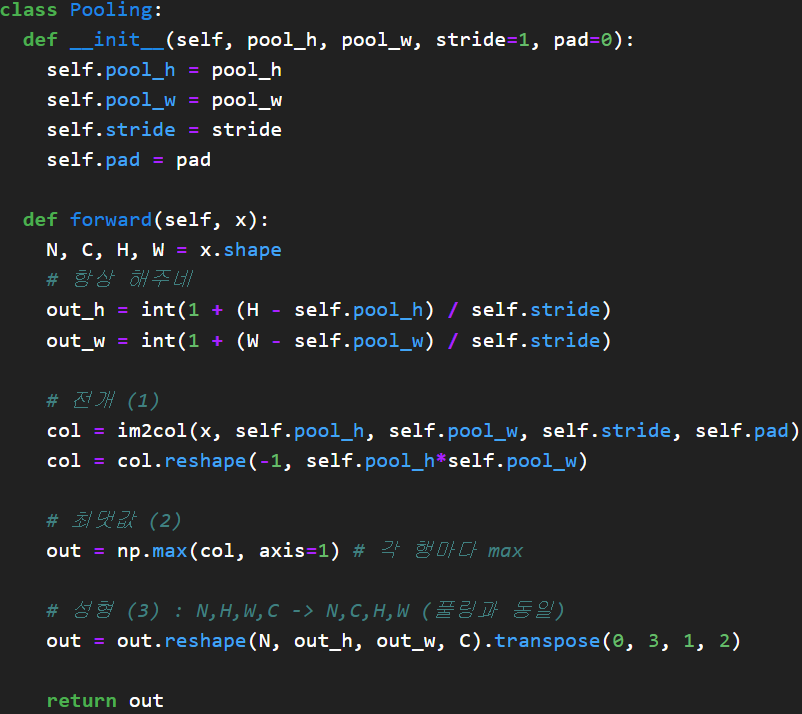 class Pooling:
  def __init__(self, pool_h, pool_w, stride=1, pad=0):
    self.pool_h = pool_h
    self.pool_w = pool_w
    self.stride = stride
    self.pad = pad

  def forward(self, x):
    N, C, H, W = x.shape
    # 항상 해주네
    out_h = int(1 + (H - self.pool_h) / self.stride)
    out_w = int(1 + (W - self.pool_w) / self.stride)

    # 전개 (1)
    col = im2col(x, self.pool_h, self.pool_w, self.stride, self.pad)
    col = col.reshape(-1, self.pool_h*self.pool_w)

    # 최댓값 (2)
    out = np.max(col, axis=1) # 각 행마다 max

    # 성형 (3) : N,H,W,C -> N,C,H,W (풀링과 동일)
    out = out.reshape(N, out_h, out_w, C).transpose(0, 3, 1, 2)

    return out